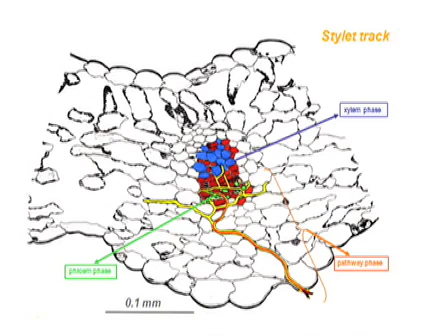 Stylet track
xylem phase
phloem phase
pathway phase
0.1 mm